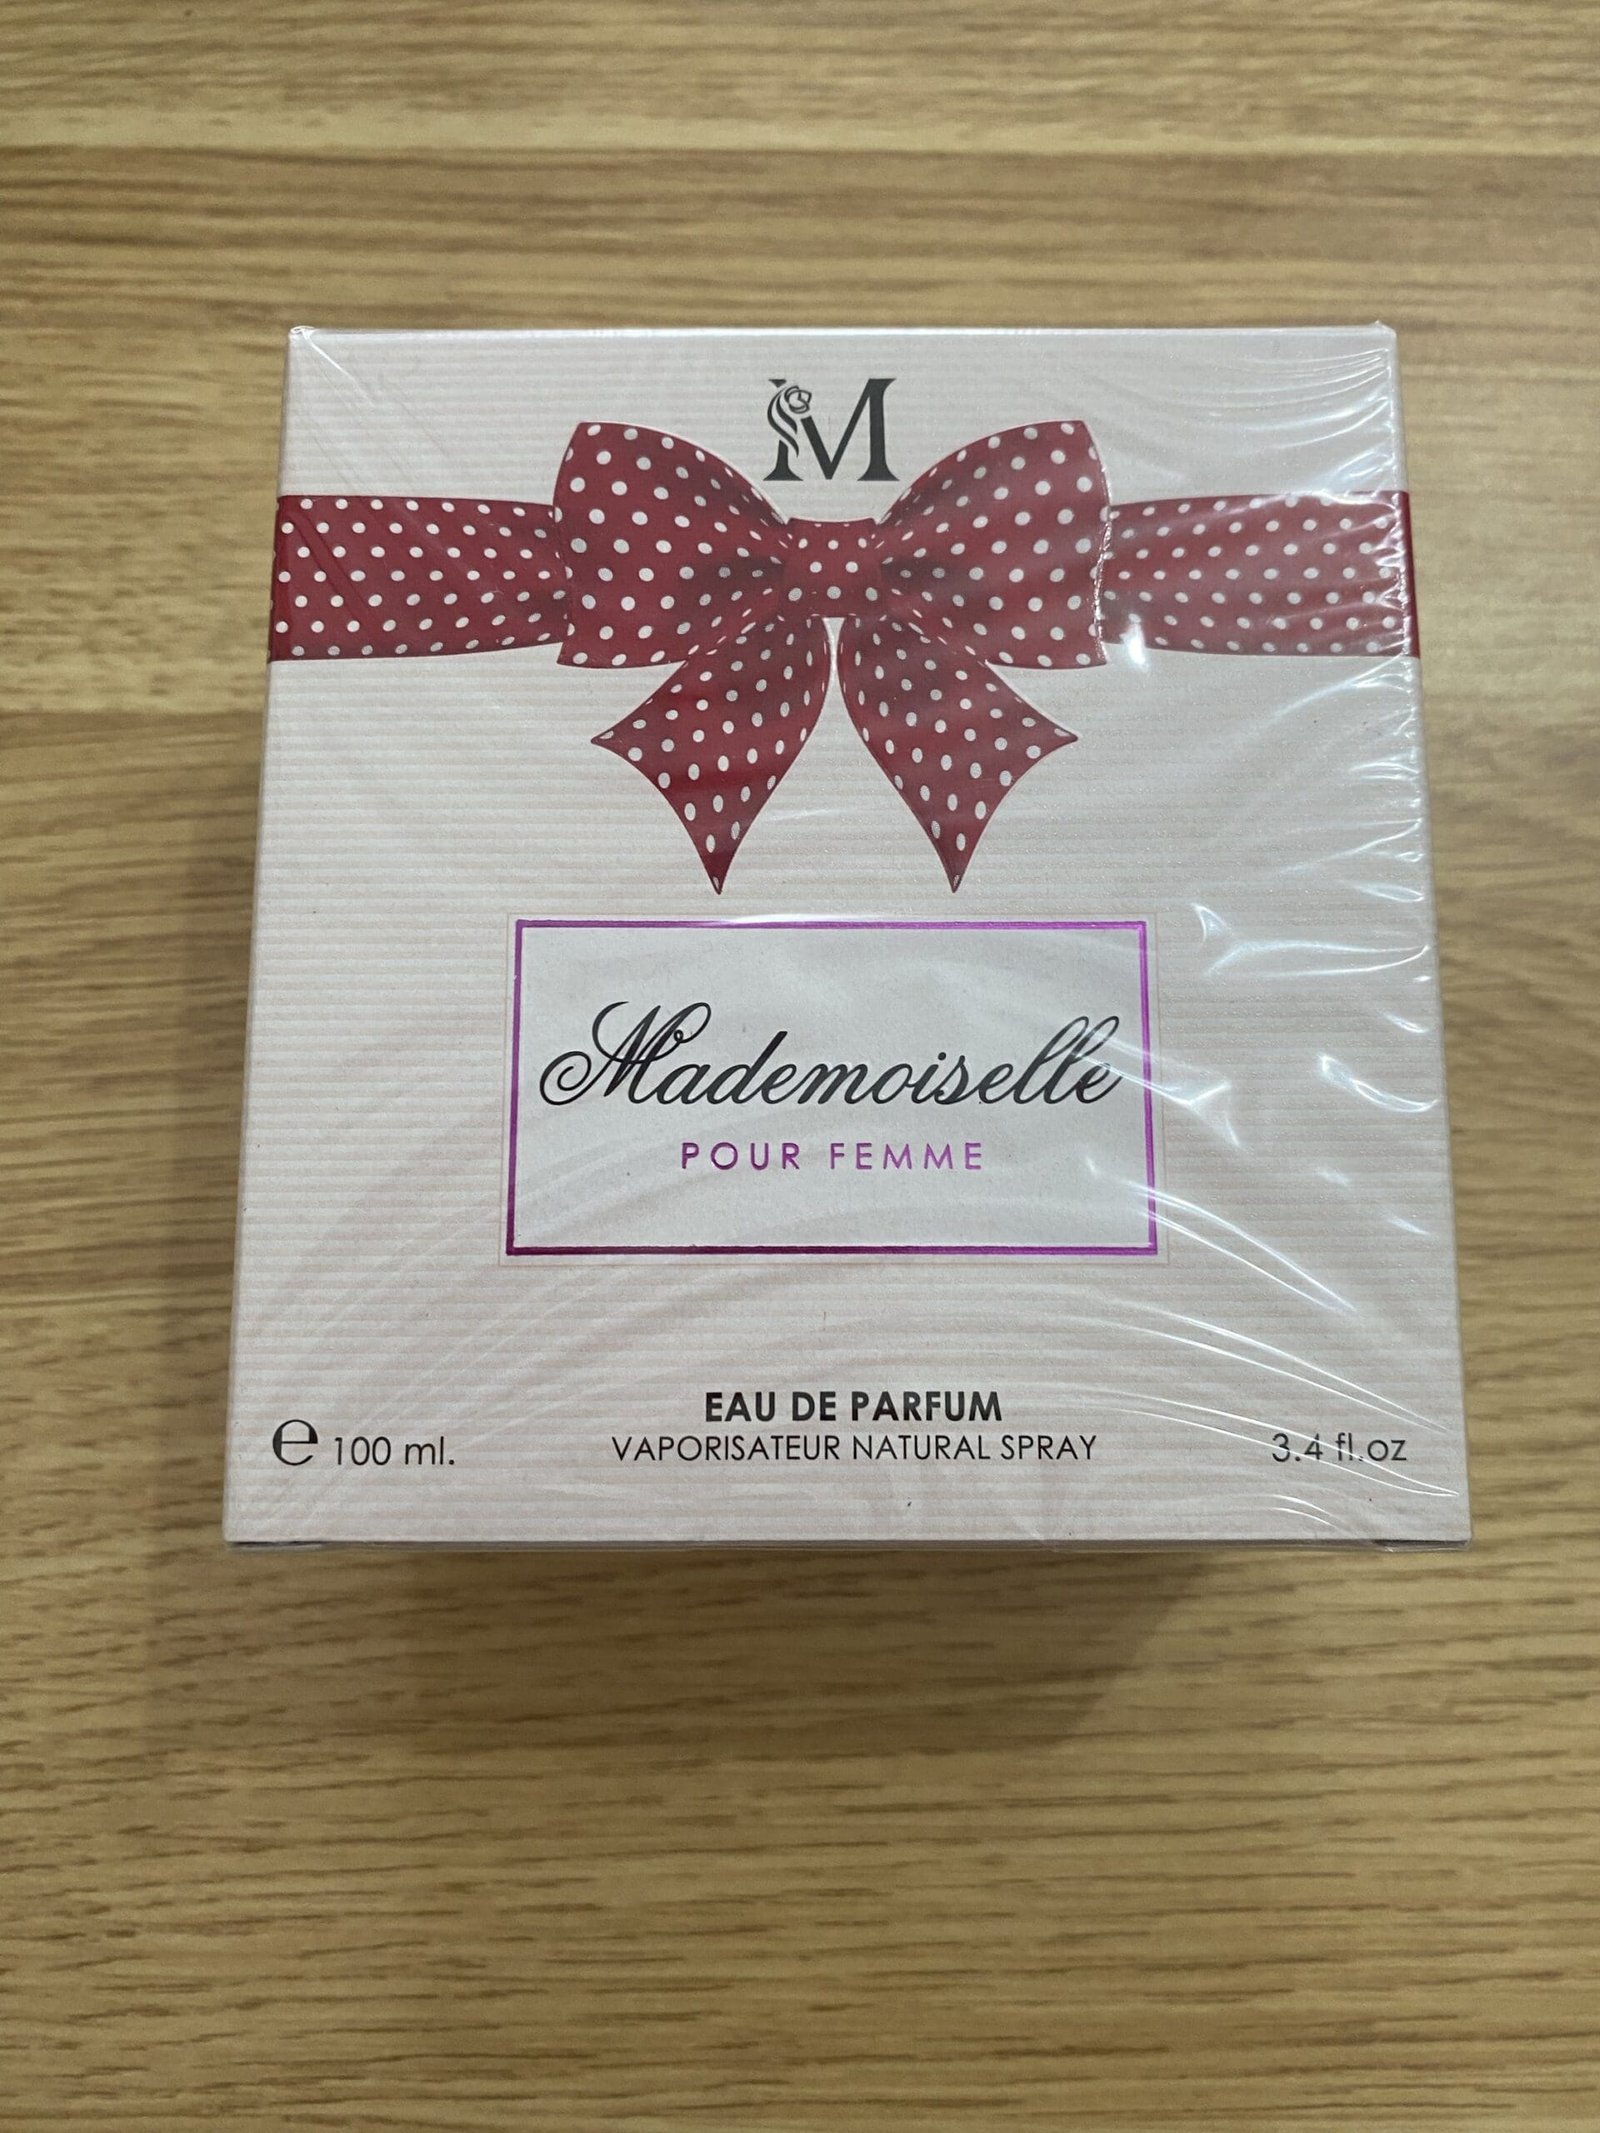 M
Mademoiselle
POUR FEMME
EAU DE PARFUM
VAPORISATEUR NATURAL SPRAY
℮ 100 ml.
3.4 fl.oz